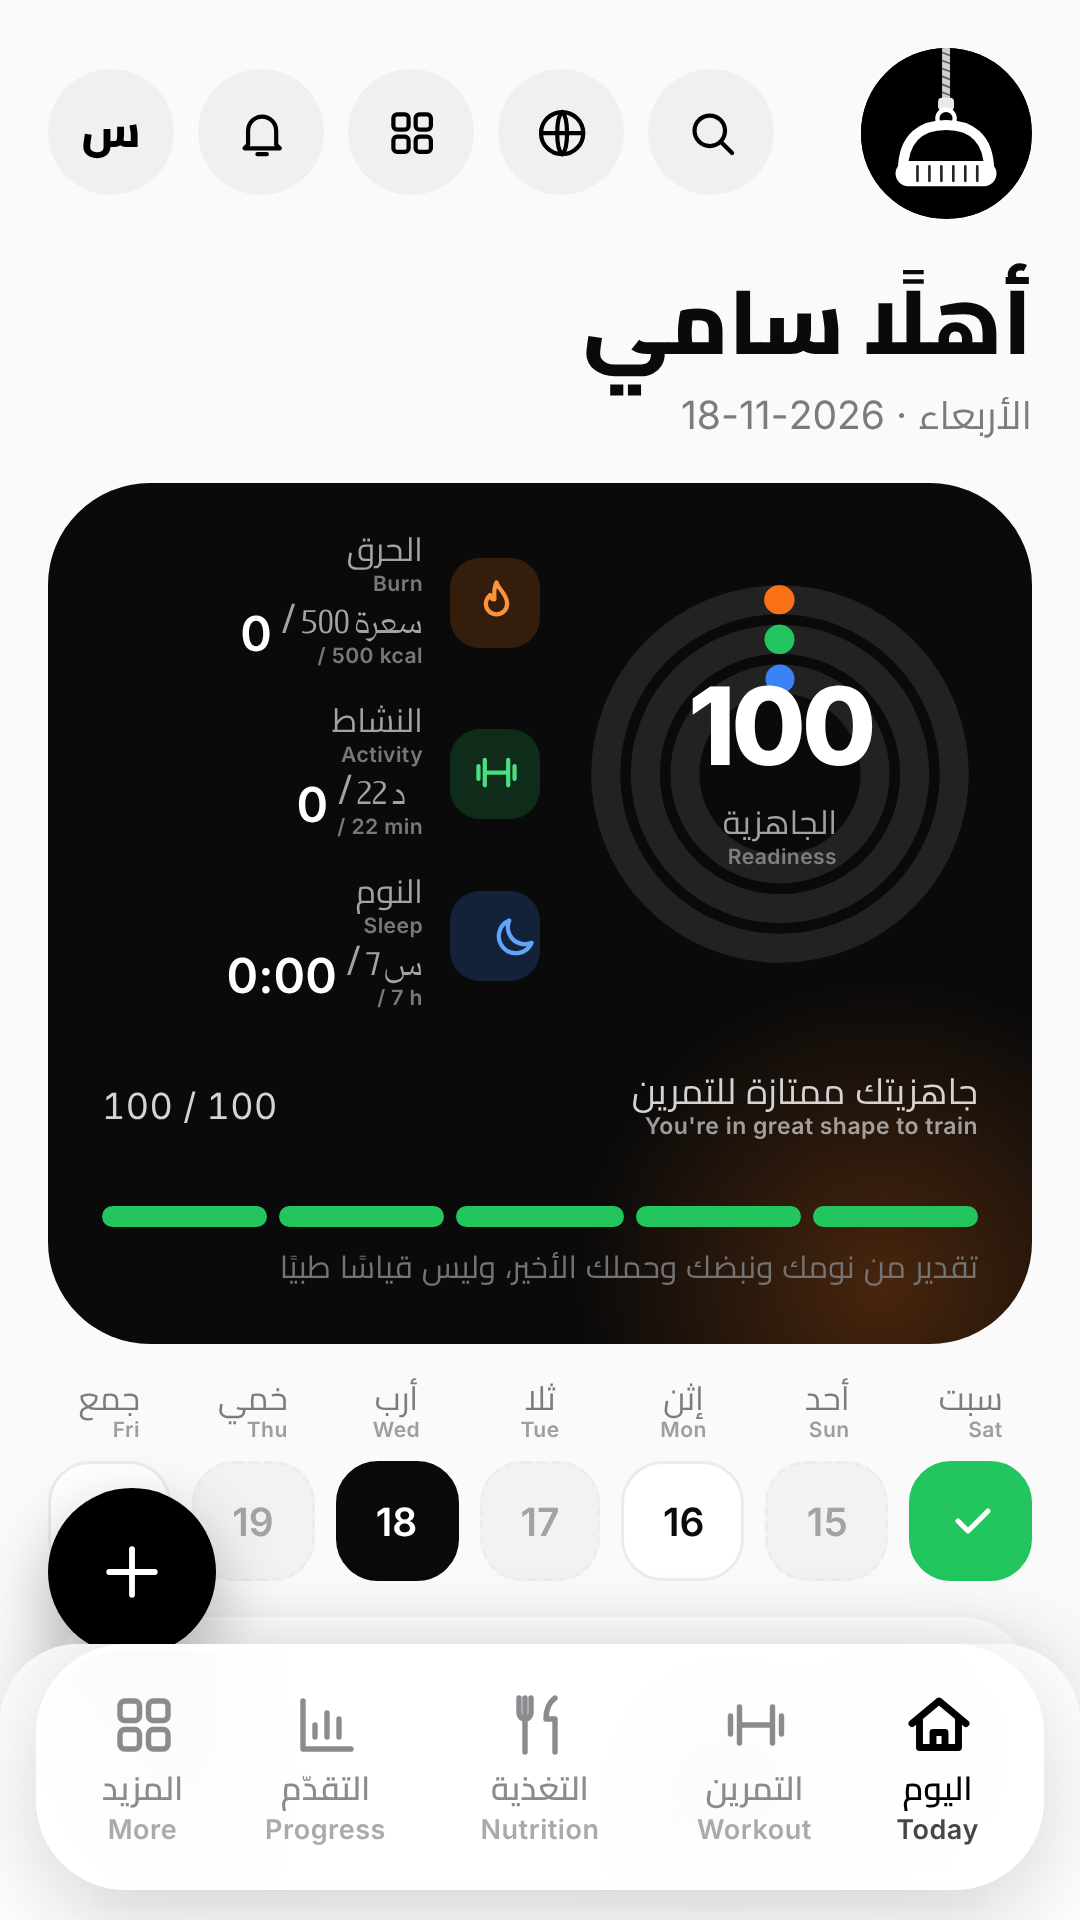 س
أهلًا سامي
الأربعاء · 18-11-2026
100
الجاهزية
Readiness
الحرق
Burn
0 / 500 سعرة
/ 500 kcal
النشاط
Activity
0 / 22 د
/ 22 min
النوم
Sleep
0:00 / 7 س
/ 7 h
جاهزيتك ممتازة للتمرين
You're in great shape to train
100 / 100
تقدير من نومك ونبضك وحملك الأخير، وليس قياسًا طبيًا
سبت أحد إثن ثلا أرب خمي جمع
Sat Sun Mon Tue Wed Thu Fri
15 16 17 18 19
اليوم التمرين التغذية التقدّم المزيد
Today Workout Nutrition Progress More